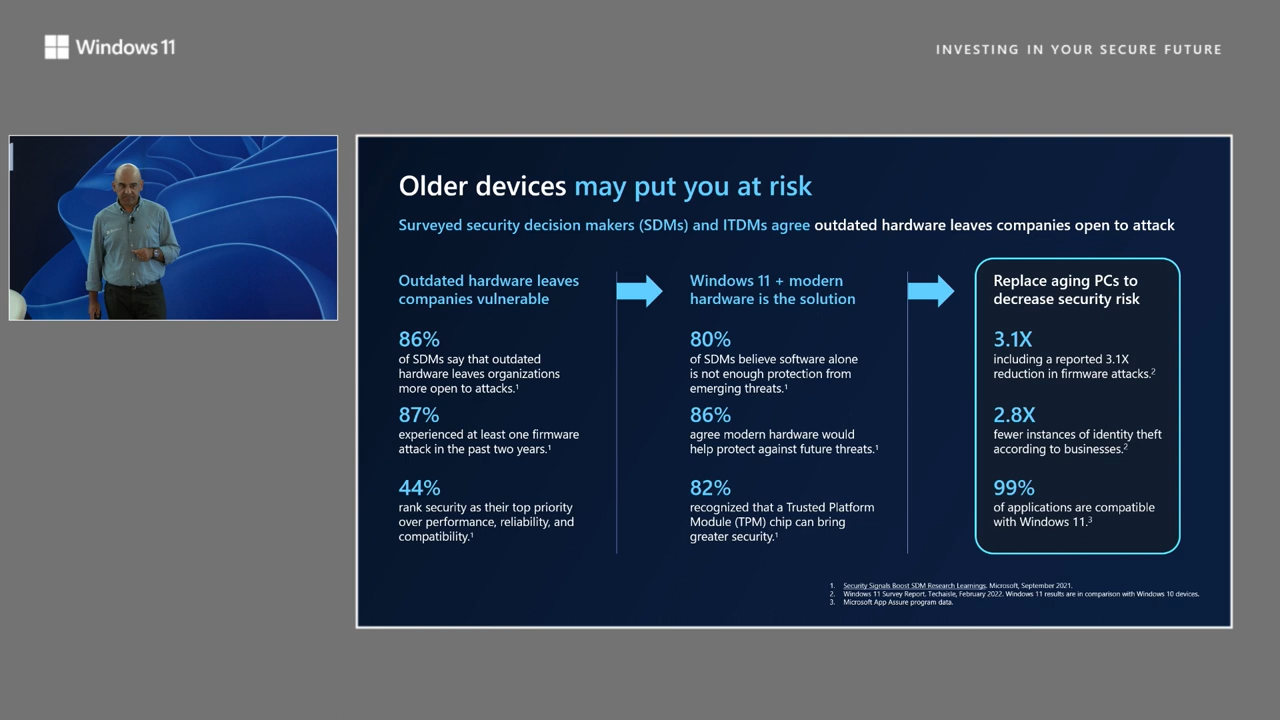 Windows 11
INVESTING IN YOUR SECURE FUTURE
Older devices may put you at risk
Surveyed security decision makers (SDMs) and ITDMs agree outdated hardware leaves companies open to attack
Outdated hardware leaves
companies vulnerable
86%
of SDMs say that outdated
hardware leaves organizations
more open to attacks.¹
87%
experienced at least one firmware
attack in the past two years.¹
44%
rank security as their top priority
over performance, reliability, and
compatibility.¹
Windows 11 + modern
hardware is the solution
80%
of SDMs believe software alone
is not enough protection from
emerging threats.¹
86%
agree modern hardware would
help protect against future threats.¹
82%
recognized that a Trusted Platform
Module (TPM) chip can bring
greater security.¹
Replace aging PCs to
decrease security risk
3.1X
including a reported 3.1X
reduction in firmware attacks.²
2.8X
fewer instances of identity theft
according to businesses.²
99%
of applications are compatible
with Windows 11.³
1. Security Signals Boost SDM Research Learnings. Microsoft, September 2021.
2. Windows 11 Survey Report. Techaisle, February 2022. Windows 11 results are in comparison with Windows 10 devices.
3. Microsoft App Assure program data.